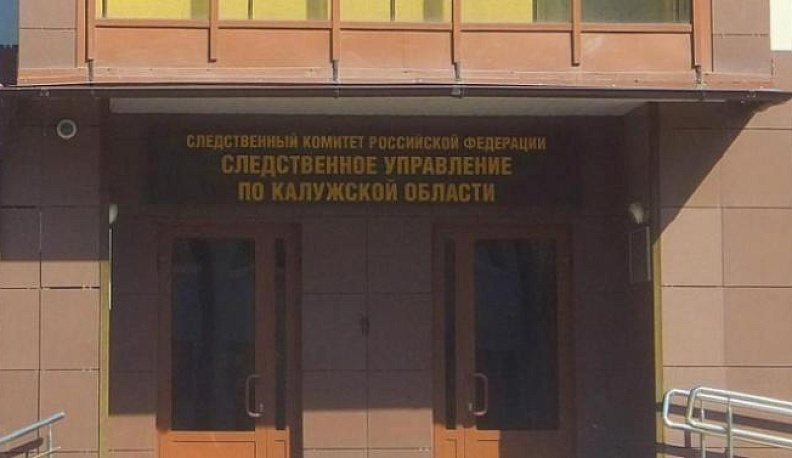 СЛЕДСТВЕННЫЙ КОМИТЕТ РОССИЙСКОЙ ФЕДЕРАЦИИ
СЛЕДСТВЕННОЕ УПРАВЛЕНИЕ
ПО КАЛУЖСКОЙ ОБЛАСТИ